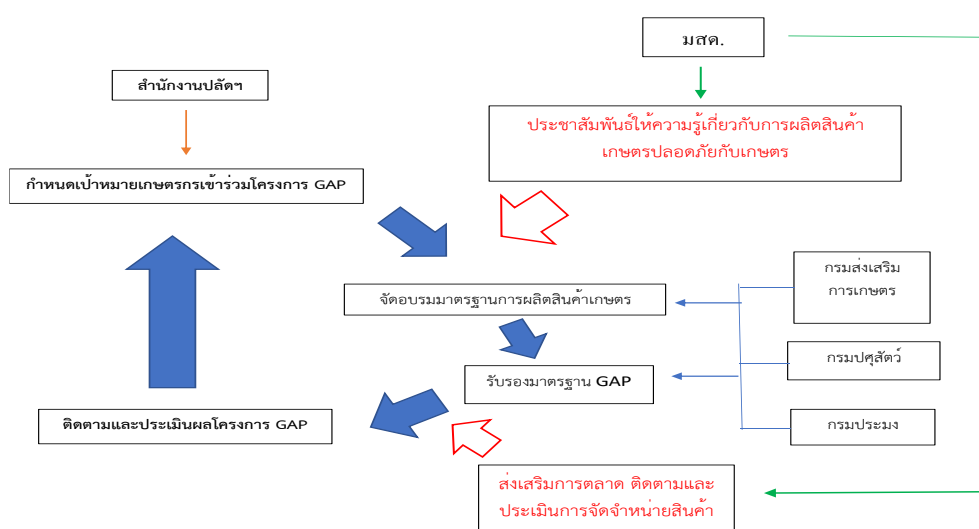 มสด.
สำนักงานปลัดฯ
ประชาสัมพันธ์ให้ความรู้เกี่ยวกับการผลิตสินค้า
เกษตรปลอดภัยกับเกษตร
กำหนดเป้าหมายเกษตรกรเข้าร่วมโครงการ GAP
จัดอบรมมาตรฐานการผลิตสินค้าเกษตร
กรมส่งเสริม
การเกษตร
กรมปศุสัตว์
รับรองมาตรฐาน GAP
ติดตามและประเมินผลโครงการ GAP
กรมประมง
ส่งเสริมการตลาด ติดตามและ
ประเมินการจัดจำหน่ายสินค้า